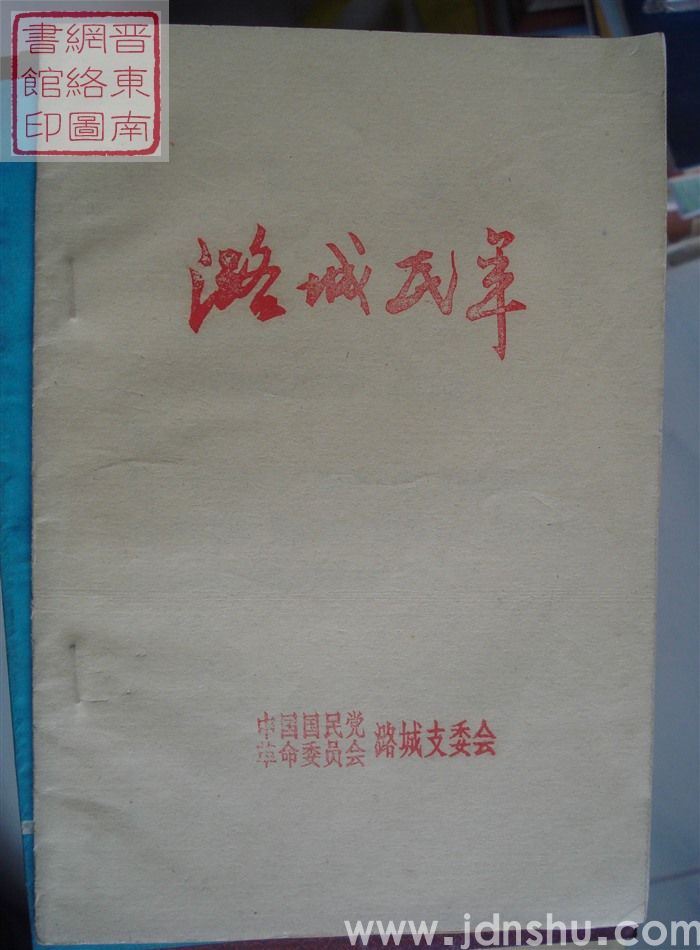 晋東南
網絡圖
書館印
潞城民革
中国国民党
革命委员会 潞城支委会
www.jdnshu.com